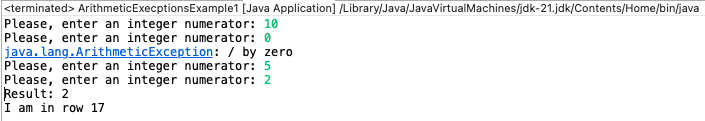 <terminated> ArithmeticExecptionsExample1 [Java Application] /Library/Java/JavaVirtualMachines/jdk-21.jdk/Contents/Home/bin/java
Please, enter an integer numerator: 10
Please, enter an integer numerator: 0
java.lang.ArithmeticException: / by zero
Please, enter an integer numerator: 5
Please, enter an integer numerator: 2
Result: 2
I am in row 17